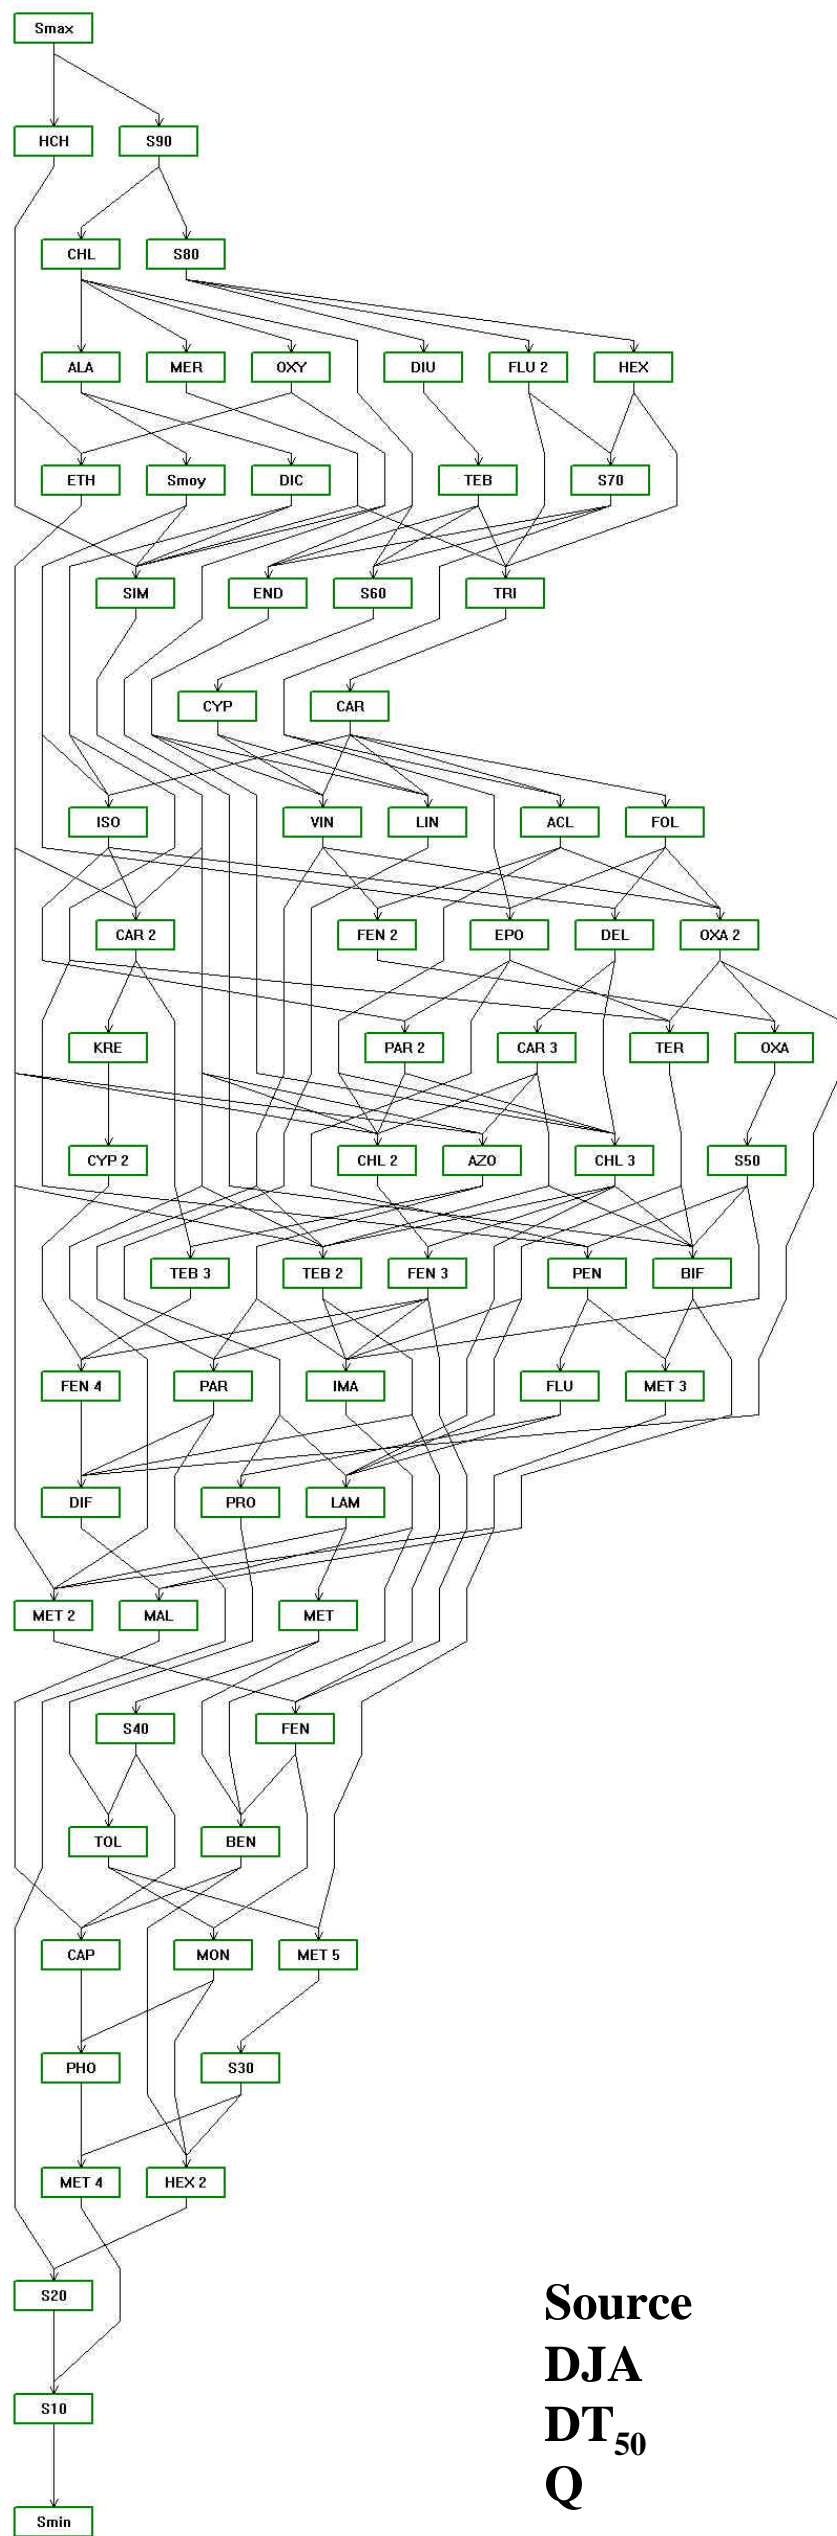 Smax
HCH S90
CHL S80
ALA MER OXY DIU FLU 2 HEX
ETH Smoy DIC TEB S70
SIM END S60 TRI
CYP CAR
ISO VIN LIN ACL FOL
CAR 2 FEN 2 EPO DEL OXA 2
KRE PAR 2 CAR 3 TER OXA
CYP 2 CHL 2 AZO CHL 3 S50
TEB 3 TEB 2 FEN 3 PEN BIF
FEN 4 PAR IMA FLU MET 3
DIF PRO LAM
MET 2 MAL MET
S40 FEN
TOL BEN
CAP MON MET 5
PHO S30
MET 4 HEX 2
S20
S10
Smin
Source
DJA
DT50
Q